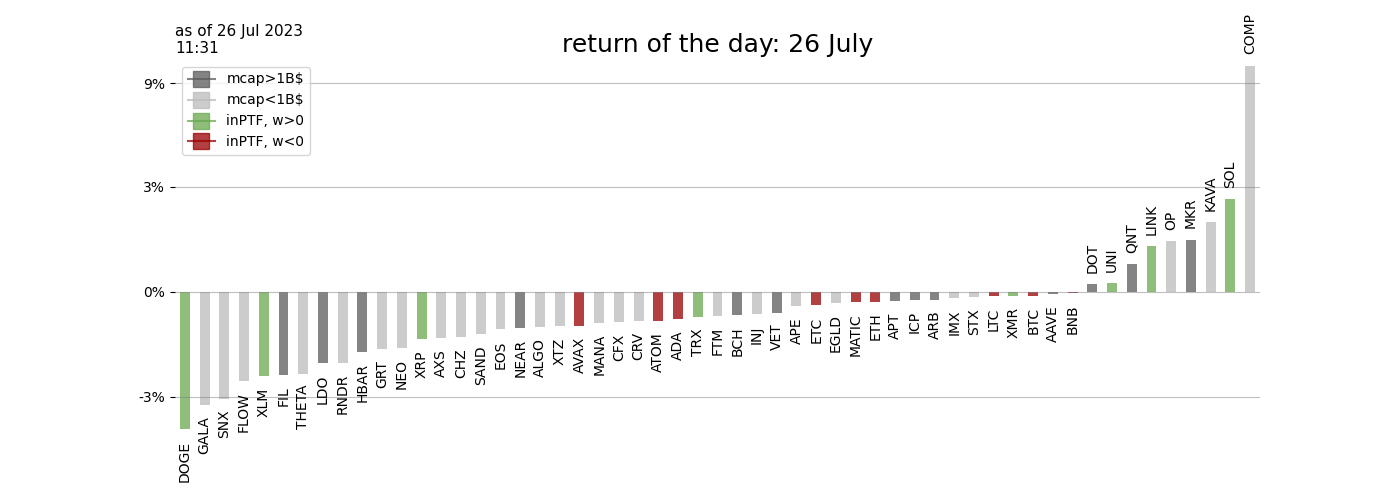 as of 26 Jul 2023
11:31
return of the day: 26 July
mcap>1B$
mcap<1B$
inPTF, w>0
inPTF, w<0
9%
3%
0%
-3%
DOGE
GALA
SNX
FLOW
XLM
FIL
THETA
LDO
RNDR
HBAR
GRT
NEO
XRP
AXS
CHZ
SAND
EOS
NEAR
ALGO
XTZ
AVAX
MANA
CFX
CRV
ATOM
ADA
TRX
FTM
BCH
INJ
VET
APE
ETC
EGLD
MATIC
ETH
APT
ICP
ARB
IMX
STX
LTC
XMR
BTC
AAVE
BNB
DOT
UNI
QNT
LINK
OP
MKR
KAVA
SOL
COMP